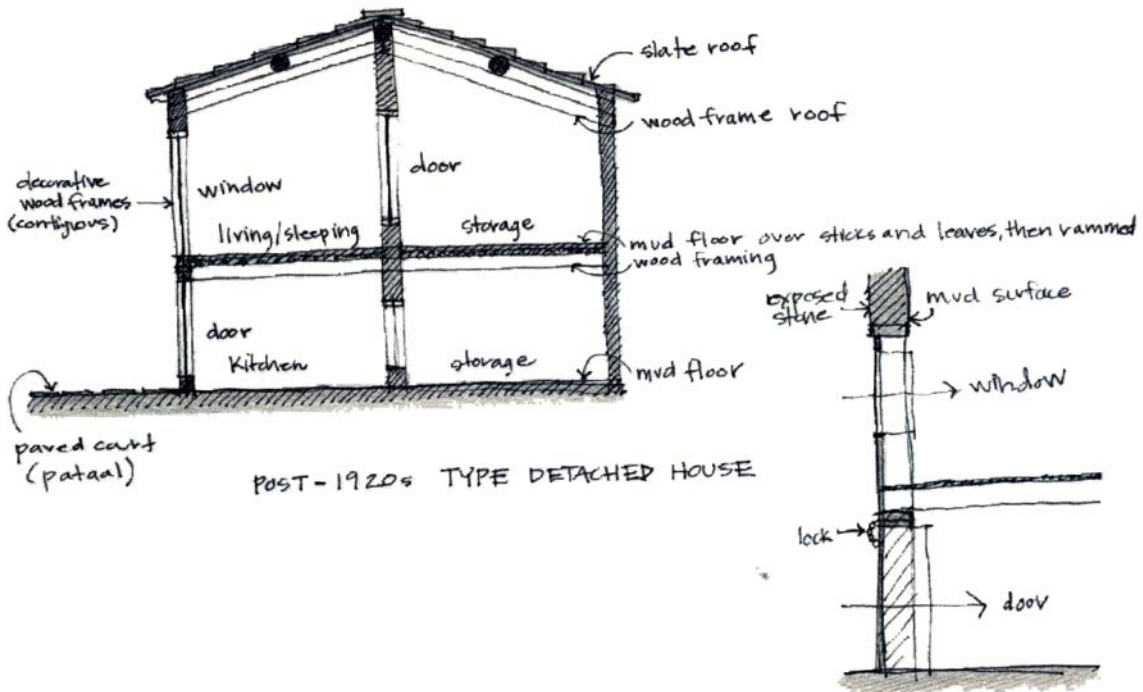 slate roof
wood frame roof
decorative
wood frames
(contiguous)
window
door
living/sleeping
storage
mud floor over sticks and leaves, then rammed
wood framing
door
Kitchen
storage
mud floor
paved court
(pataal)
POST-1920s TYPE DETACHED HOUSE
exposed
stone
mud surface
window
lock
door